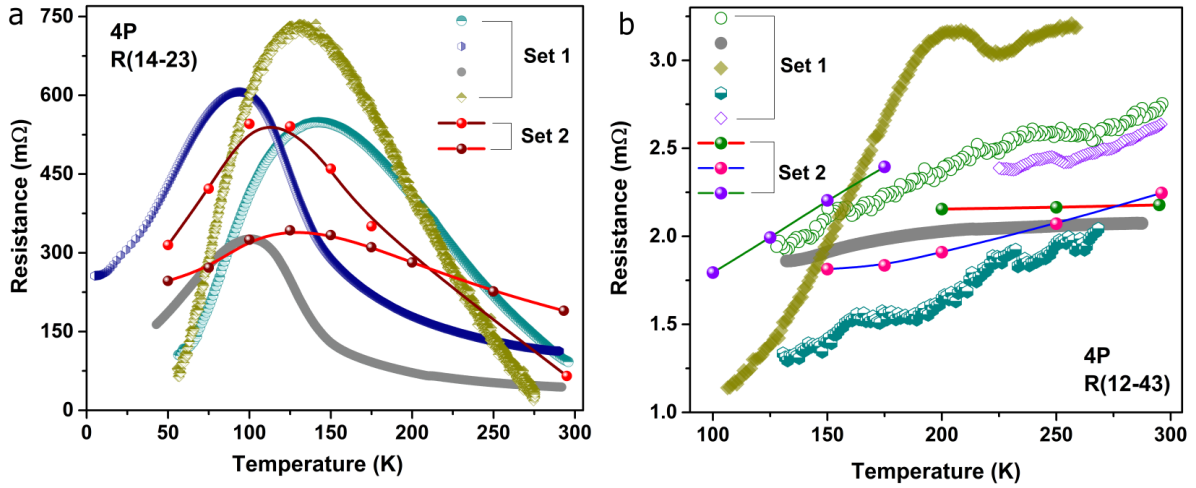 a
4P
R(14-23)
Set 1
Set 2
Resistance (mΩ)
750
600
450
300
150
0
0
50
100
150
200
250
300
Temperature (K)
b
Set 1
Set 2
4P
R(12-43)
Resistance (mΩ)
3.0
2.5
2.0
1.5
1.0
100
150
200
250
300
Temperature (K)